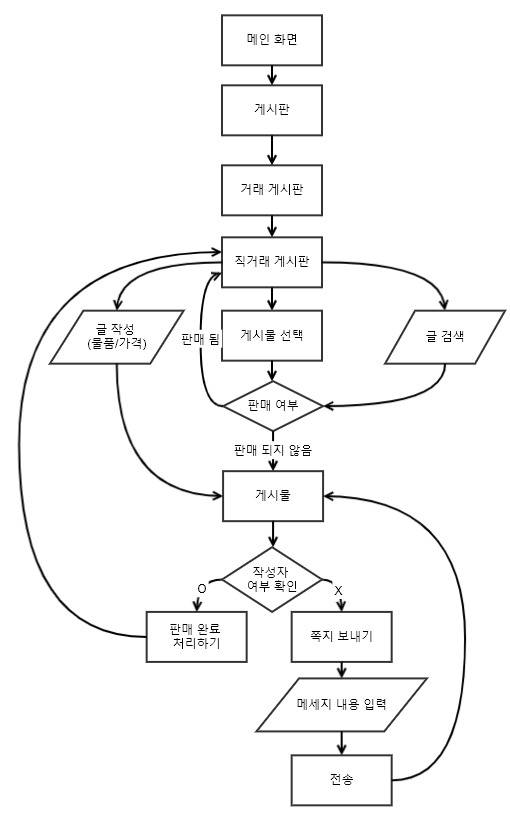 메인 화면
게시판
거래 게시판
직거래 게시판
글 작성
(물품/가격)
판매 됨
게시물 선택
글 검색
판매 여부
판매 되지 않음
게시물
작성자
여부 확인
O
X
판매 완료
처리하기
쪽지 보내기
메세지 내용 입력
전송